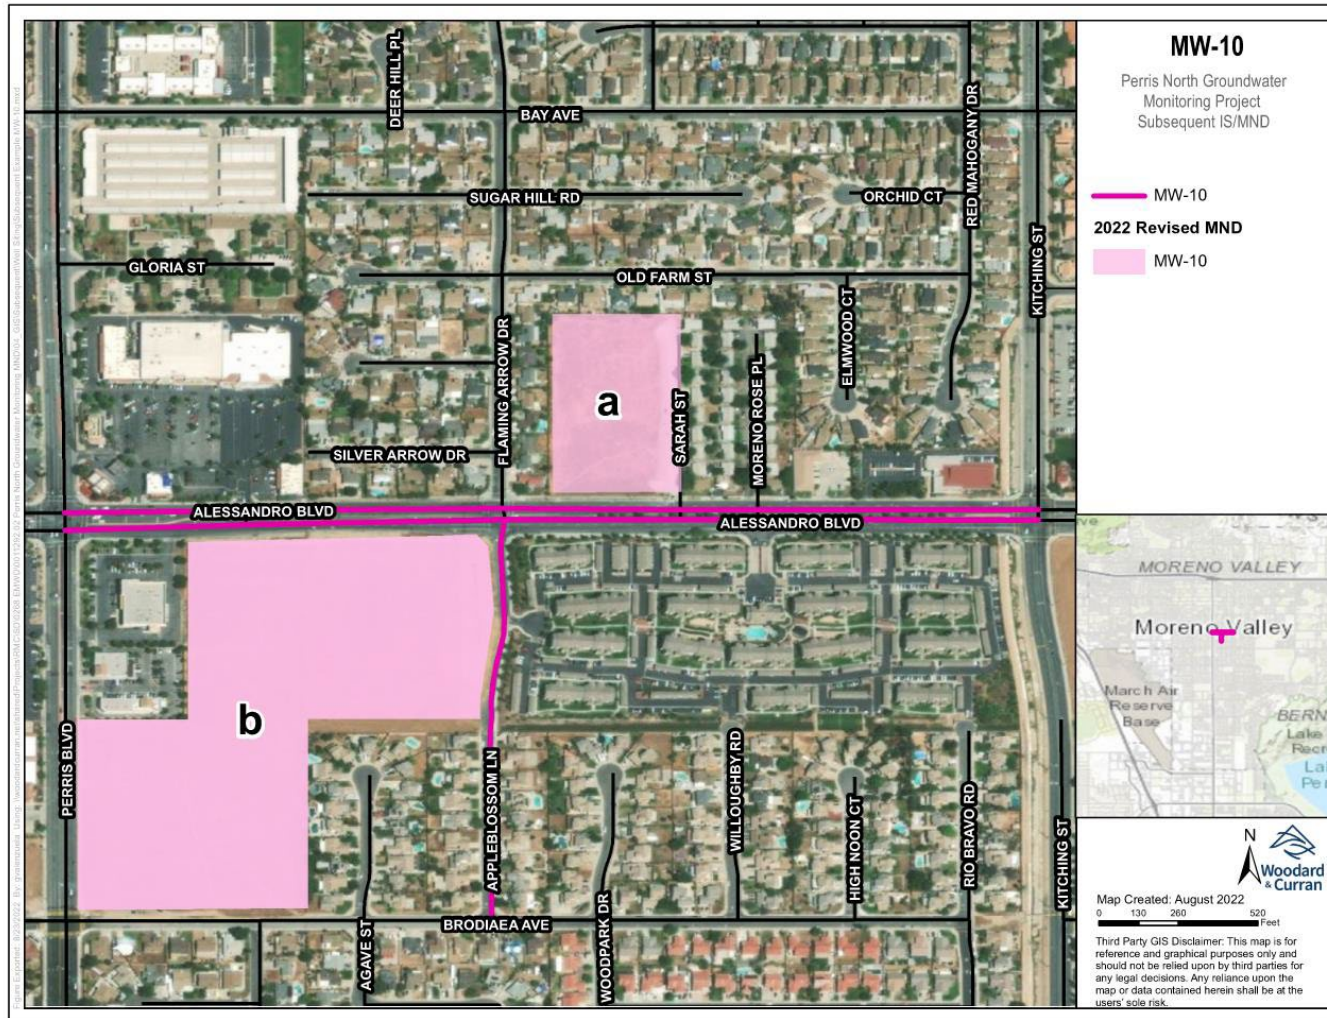 MW-10
Perris North Groundwater
Monitoring Project
Subsequent IS/MND
MW-10
2022 Revised MND
MW-10
DEER HILL PL
BAY AVE
RED MAHOGANY DR
SUGAR HILL RD
ORCHID CT
KITCHING ST
GLORIA ST
OLD FARM ST
FLAMING ARROW DR
ELMWOOD CT
a
SARAH ST
MORENO ROSE PL
SILVER ARROW DR
ALESSANDRO BLVD
ALESSANDRO BLVD
b
PERRIS BLVD
APPLEBLOSSOM LN
WILLOUGHBY RD
HIGH NOON CT
RIO BRAVO RD
KITCHING ST
AGAVE ST
BRODIAEA AVE
WOODPARK DR
MORENO VALLEY
Moreno Valley
March Air
Reserve
Base
BERN
Lake
Recr
La
Pe
N
Woodard
& Curran
Map Created: August 2022
0 130 260 520
Feet
Third Party GIS Disclaimer: This map is for
reference and graphical purposes only and
should not be relied upon by third parties for
any legal decisions. Any reliance upon the
map or data contained herein shall be at the
users' sole risk.